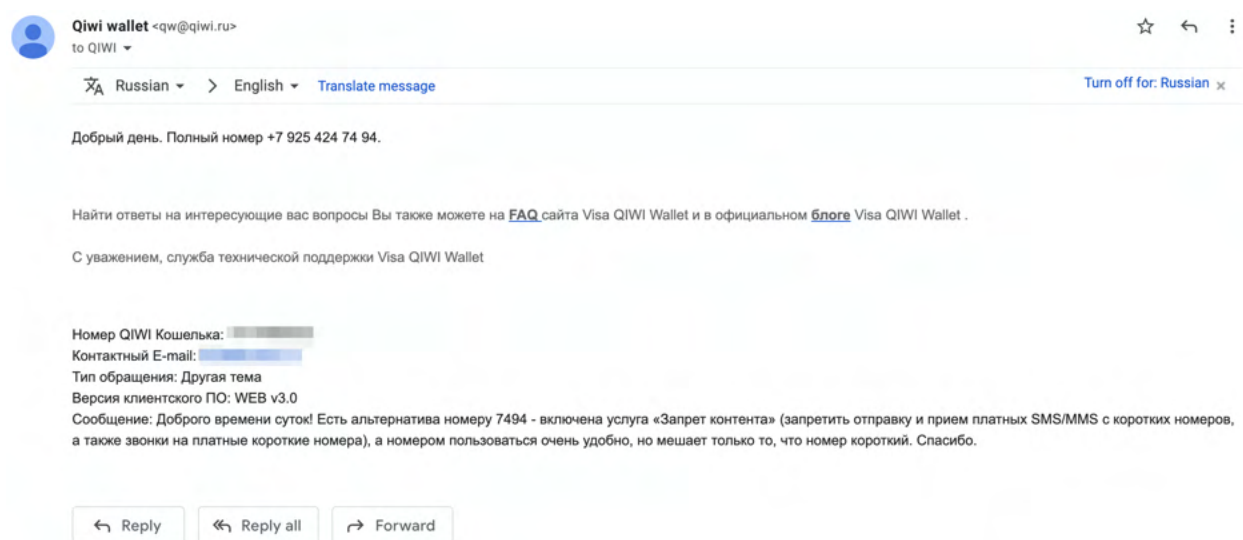 Qiwi wallet <qw@qiwi.ru>
to QIWI
Russian > English Translate message Turn off for: Russian ×
Добрый день. Полный номер +7 925 424 74 94.
Найти ответы на интересующие вас вопросы Вы также можете на FAQ сайта Visa QIWI Wallet и в официальном блоге Visa QIWI Wallet .
С уважением, служба технической поддержки Visa QIWI Wallet
Номер QIWI Кошелька:
Контактный E-mail:
Тип обращения: Другая тема
Версия клиентского ПО: WEB v3.0
Сообщение: Доброго времени суток! Есть альтернатива номеру 7494 - включена услуга «Запрет контента» (запретить отправку и прием платных SMS/MMS с коротких номеров,
а также звонки на платные короткие номера), а номером пользоваться очень удобно, но мешает только то, что номер короткий. Спасибо.
Reply Reply all Forward